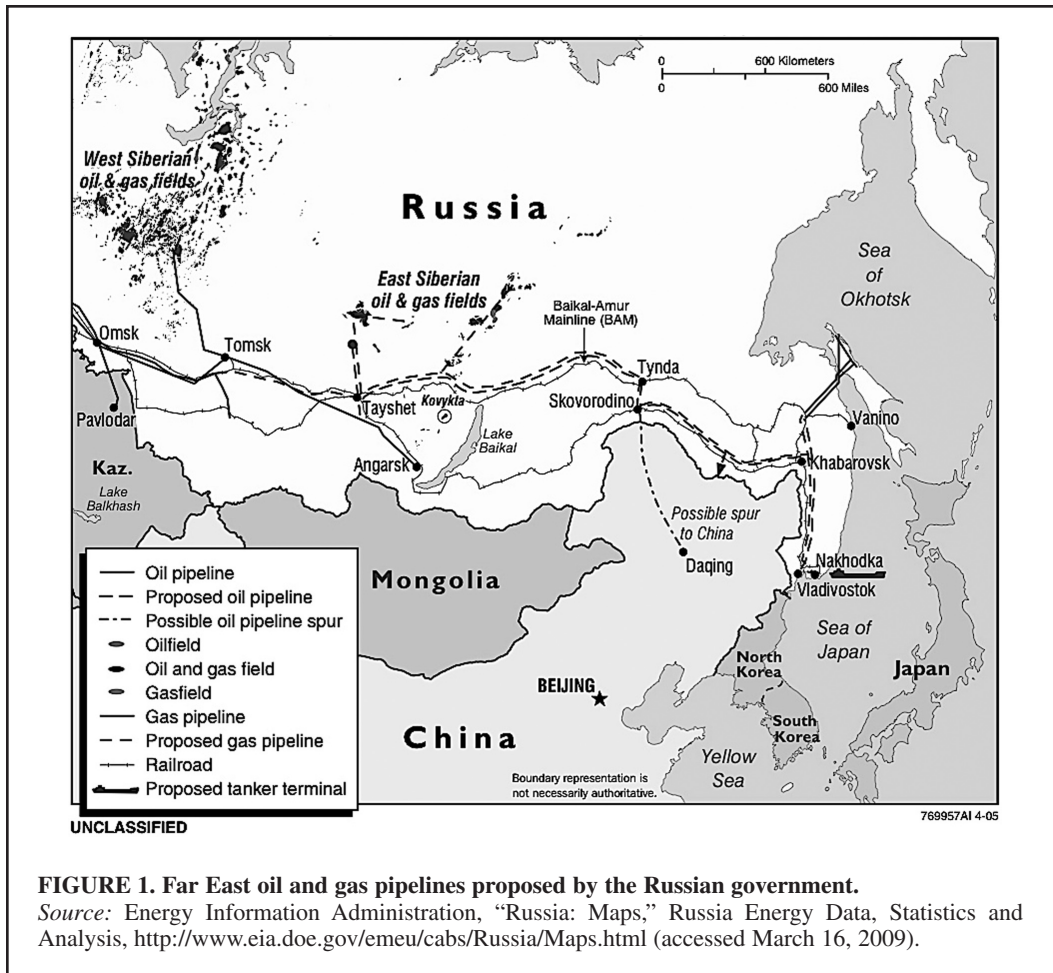 0 600 Kilometers
0 600 Miles
West Siberian
oil & gas fields
Russia
East Siberian
oil & gas fields
Baikal-Amur
Mainline (BAM)
Sea
of
Okhotsk
Omsk
Tomsk
Tynda
Pavlodar
Tayshet
Kovykta
Skovorodino
Vanino
Kaz.
Lake
Balkhash
Angarsk
Lake
Baikal
Khabarovsk
Possible spur
to China
Daqing
Nakhodka
Vladivostok
Mongolia
Sea of
Japan
Japan
North
Korea
BEIJING
South
Korea
China
Yellow
Sea
Oil pipeline
Proposed oil pipeline
Possible oil pipeline spur
Oilfield
Oil and gas field
Gasfield
Gas pipeline
Proposed gas pipeline
Railroad
Proposed tanker terminal
Boundary representation is
not necessarily authoritative.
UNCLASSIFIED
769957AI 4-05
FIGURE 1. Far East oil and gas pipelines proposed by the Russian government.
Source: Energy Information Administration, “Russia: Maps,” Russia Energy Data, Statistics and
Analysis, http://www.eia.doe.gov/emeu/cabs/Russia/Maps.html (accessed March 16, 2009).